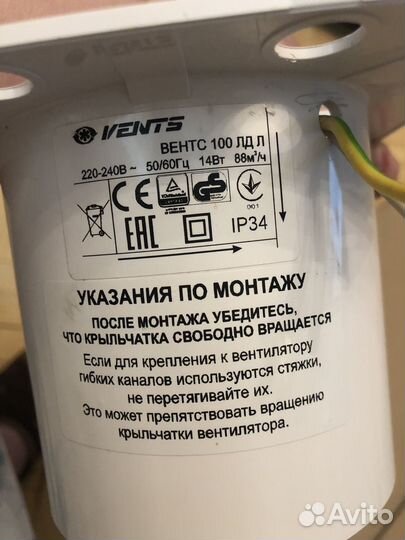 VENTS
ВЕНТС 100 ЛД Л
220-240В ~ 50/60Гц 14Вт 88м³/ч
CE
EAC
IP34
УКАЗАНИЯ ПО МОНТАЖУ
ПОСЛЕ МОНТАЖА УБЕДИТЕСЬ,
ЧТО КРЫЛЬЧАТКА СВОБОДНО ВРАЩАЕТСЯ
Если для крепления к вентилятору
гибких каналов используются стяжки,
не перетягивайте их.
Это может препятствовать вращению
крыльчатки вентилятора.
Avito